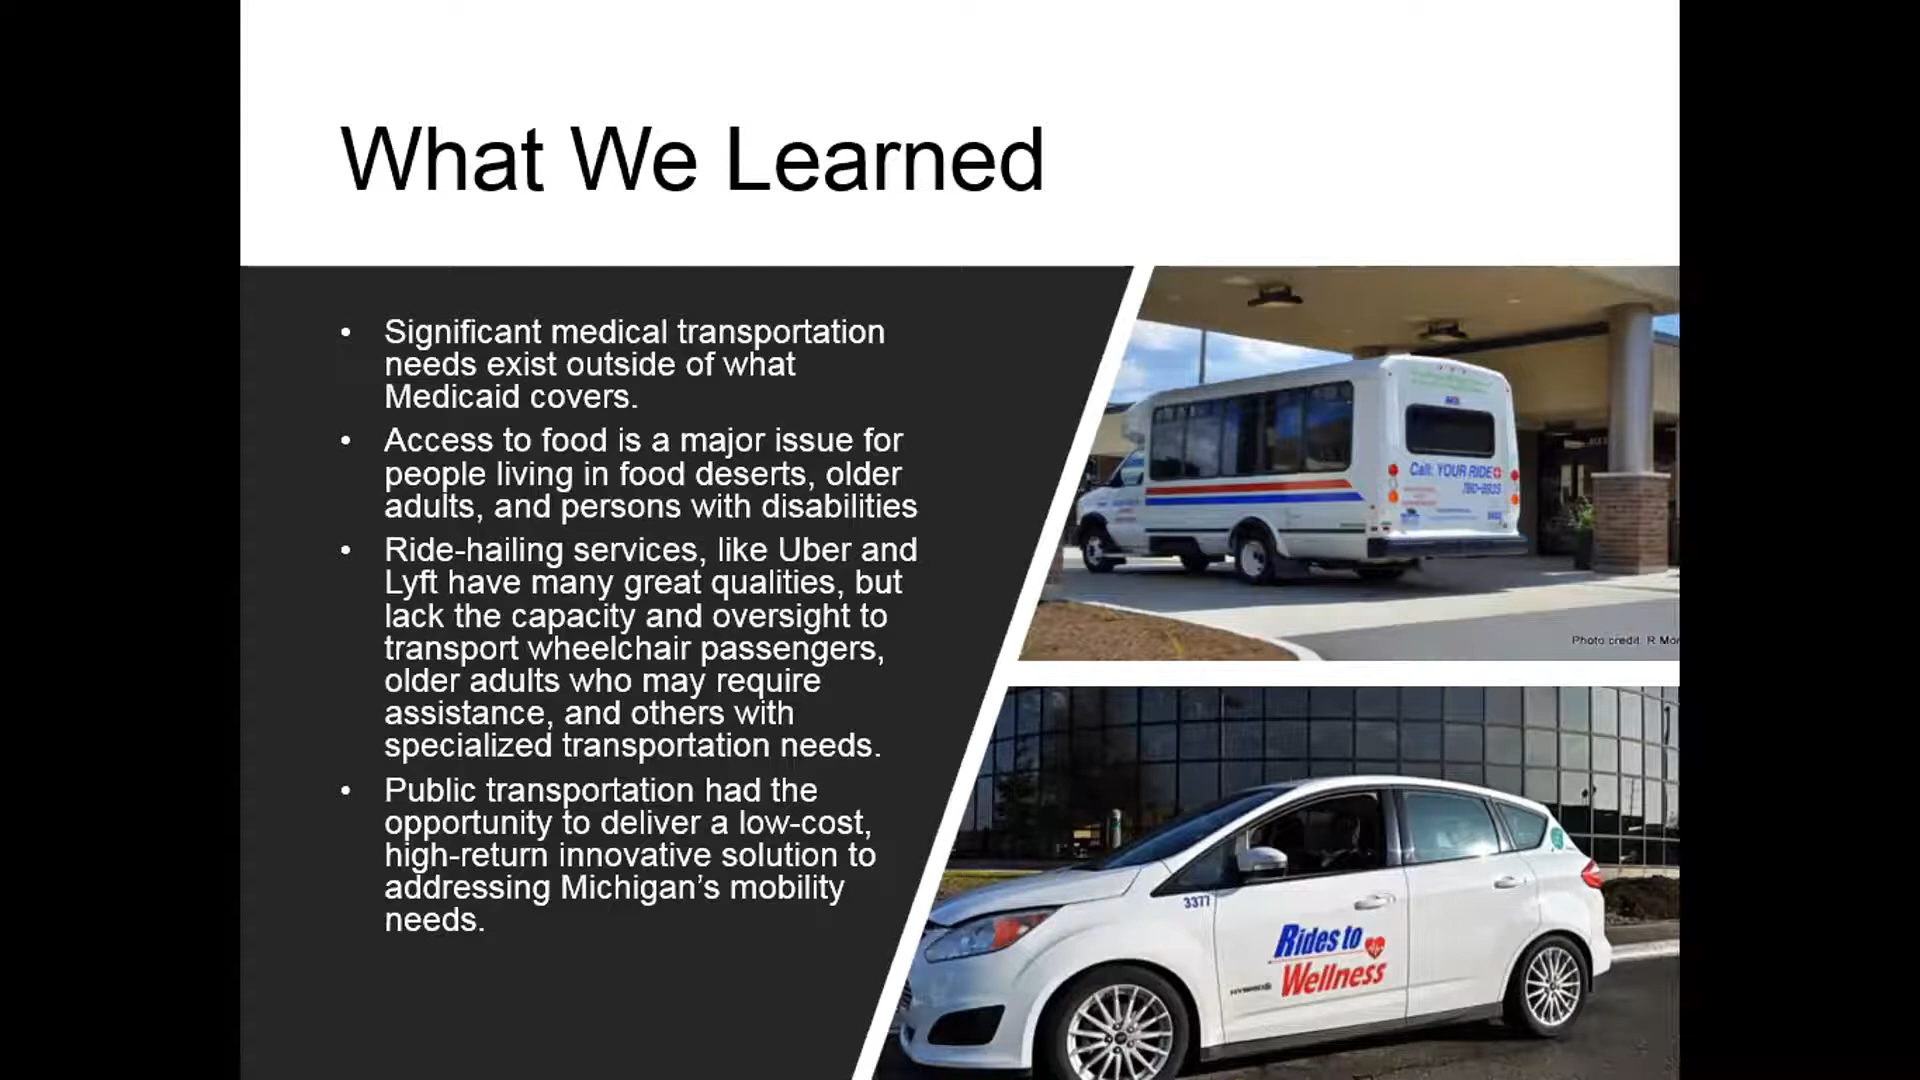 What We Learned
• Significant medical transportation
needs exist outside of what
Medicaid covers.
• Access to food is a major issue for
people living in food deserts, older
adults, and persons with disabilities
• Ride-hailing services, like Uber and
Lyft have many great qualities, but
lack the capacity and oversight to
transport wheelchair passengers,
older adults who may require
assistance, and others with
specialized transportation needs.
• Public transportation had the
opportunity to deliver a low-cost,
high-return innovative solution to
addressing Michigan’s mobility
needs.
Call: YOUR RIDE
Photo credit: R Mor
3377
Rides to
Wellness
HYBRID